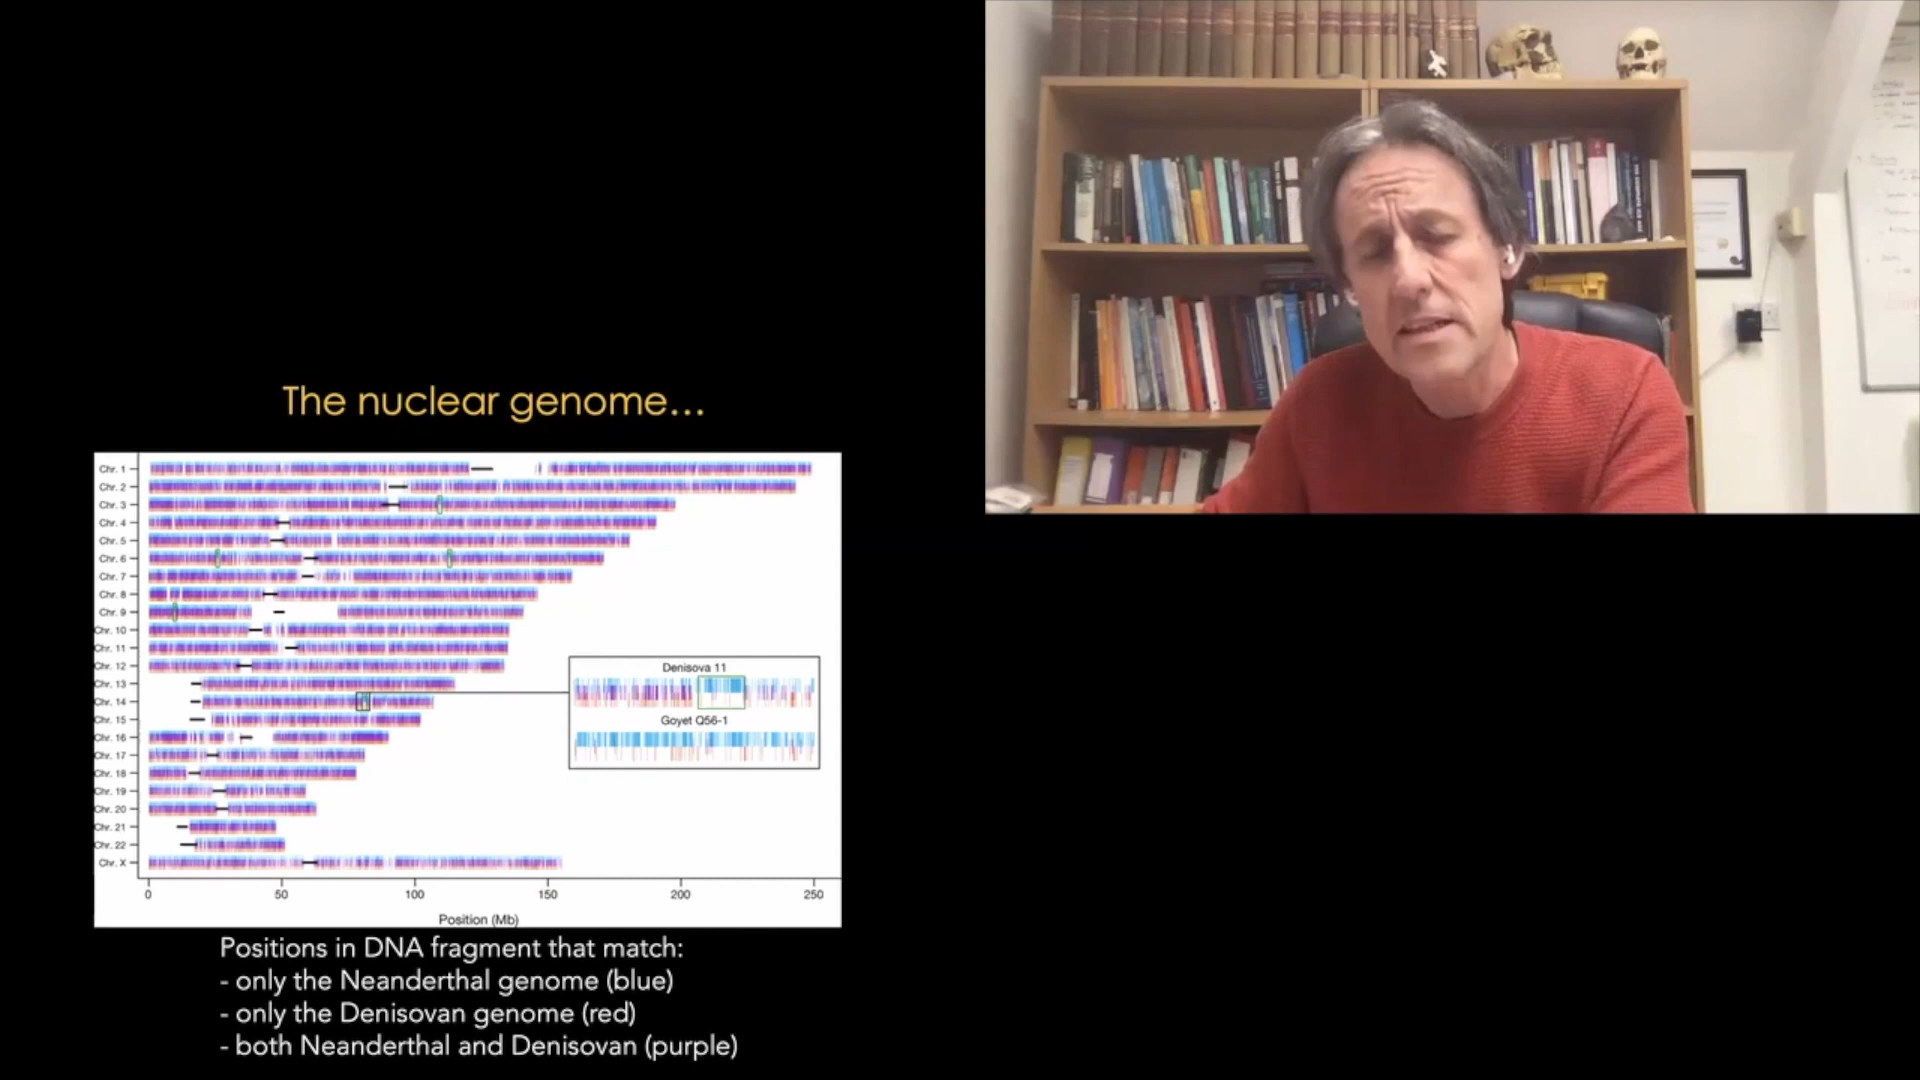 The nuclear genome...
Chr. 1
Chr. 2
Chr. 3
Chr. 4
Chr. 5
Chr. 6
Chr. 7
Chr. 8
Chr. 9
Chr. 10
Chr. 11
Chr. 12
Chr. 13
Chr. 14
Chr. 15
Chr. 16
Chr. 17
Chr. 18
Chr. 19
Chr. 20
Chr. 21
Chr. 22
Chr. X
Denisova 11
Goyet Q56-1
0 50 100 150 200 250
Position (Mb)
Positions in DNA fragment that match:
- only the Neanderthal genome (blue)
- only the Denisovan genome (red)
- both Neanderthal and Denisovan (purple)